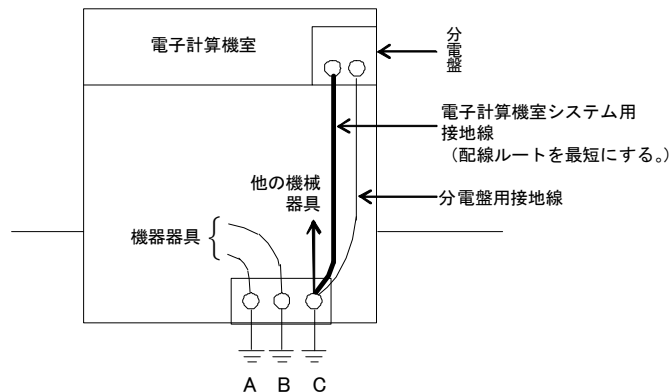 電子計算機室
分電盤
電子計算機室システム用
接地線
(配線ルートを最短にする。)
他の機械
器具
分電盤用接地線
機器器具
A B C